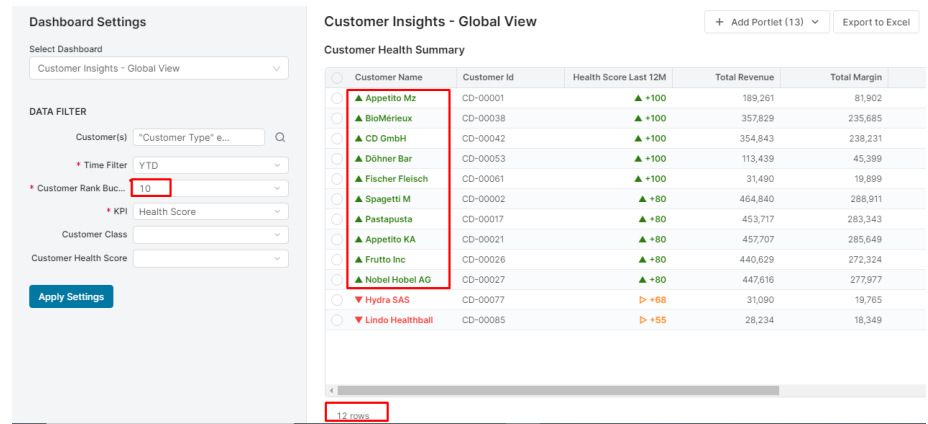 Dashboard Settings
Select Dashboard
Customer Insights - Global View
DATA FILTER
Customer(s) "Customer Type" e...
* Time Filter YTD
* Customer Rank Buc... 10
* KPI Health Score
Customer Class
Customer Health Score
Apply Settings
Customer Insights - Global View
+ Add Portlet (13)
Export to Excel
Customer Health Summary
Customer Name Customer Id Health Score Last 12M Total Revenue Total Margin
▲ Appetito Mz CD-00001 ▲ +100 189,261 81,902
▲ BioMérieux CD-00038 ▲ +100 357,829 235,685
▲ CD GmbH CD-00042 ▲ +100 354,843 238,231
▲ Döhner Bar CD-00053 ▲ +100 113,439 45,399
▲ Fischer Fleisch CD-00061 ▲ +100 31,490 19,899
▲ Spagetti M CD-00002 ▲ +80 464,840 288,911
▲ Pastapusta CD-00017 ▲ +80 453,717 283,343
▲ Appetito KA CD-00021 ▲ +80 457,707 285,649
▲ Frutto Inc CD-00026 ▲ +80 440,629 272,324
▲ Nobel Hobel AG CD-00027 ▲ +80 447,616 277,977
▼ Hydra SAS CD-00077 ▷ +68 31,090 19,765
▼ Lindo Healthball CD-00085 ▷ +55 28,234 18,349
12 rows